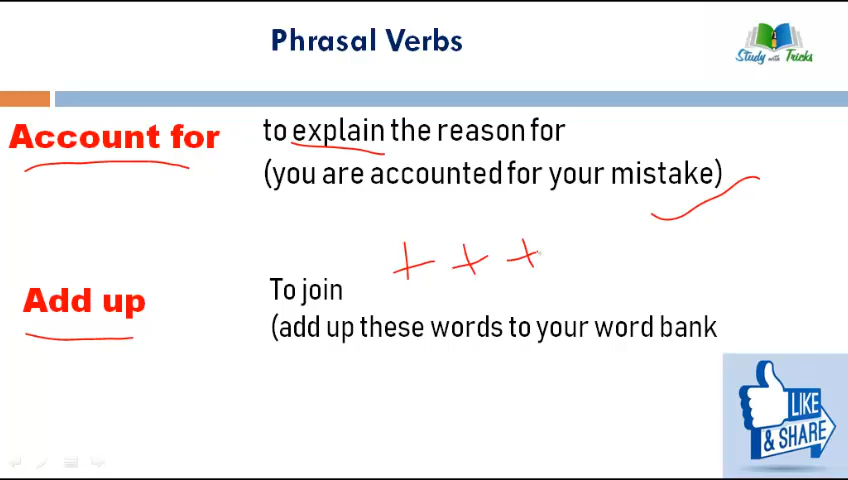 Phrasal Verbs
Study with Tricks
Account for
to explain the reason for
(you are accounted for your mistake)
+ + +
Add up
To join
(add up these words to your word bank
LIKE
& SHARE